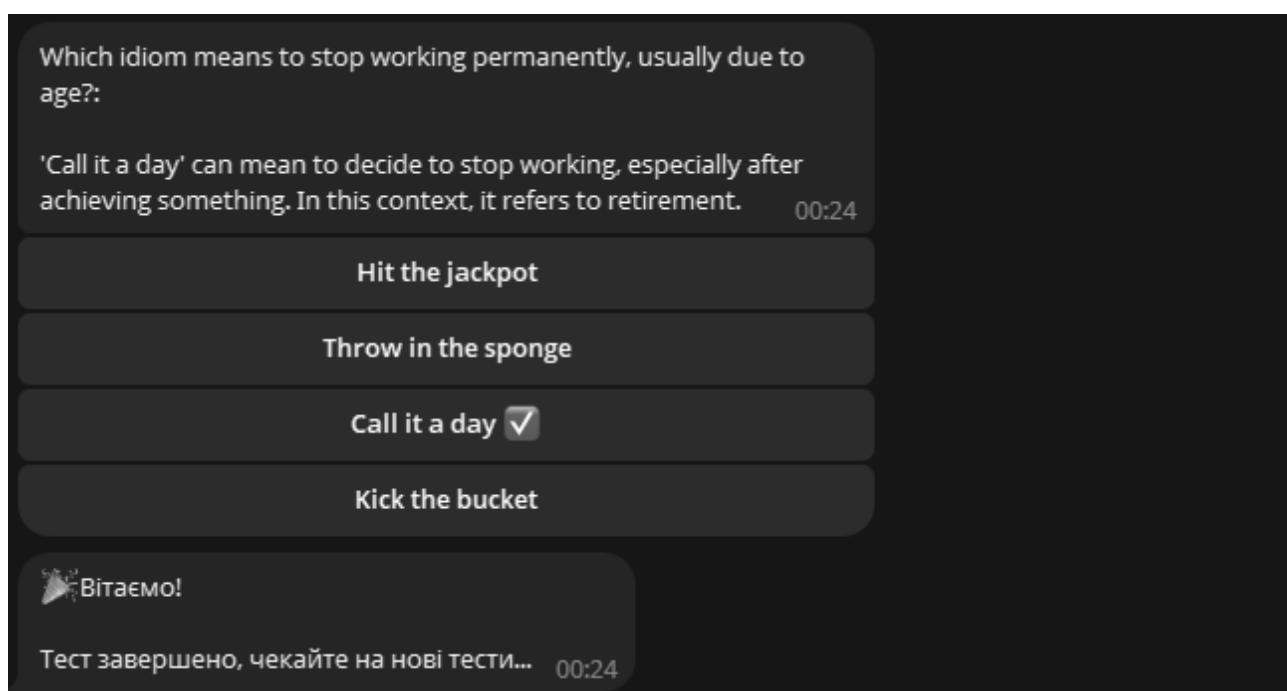 Which idiom means to stop working permanently, usually due to
age?:
'Call it a day' can mean to decide to stop working, especially after
achieving something. In this context, it refers to retirement. 00:24
Hit the jackpot
Throw in the sponge
Call it a day ✅
Kick the bucket
🎉Вітаємо!
Тест завершено, чекайте на нові тести... 00:24